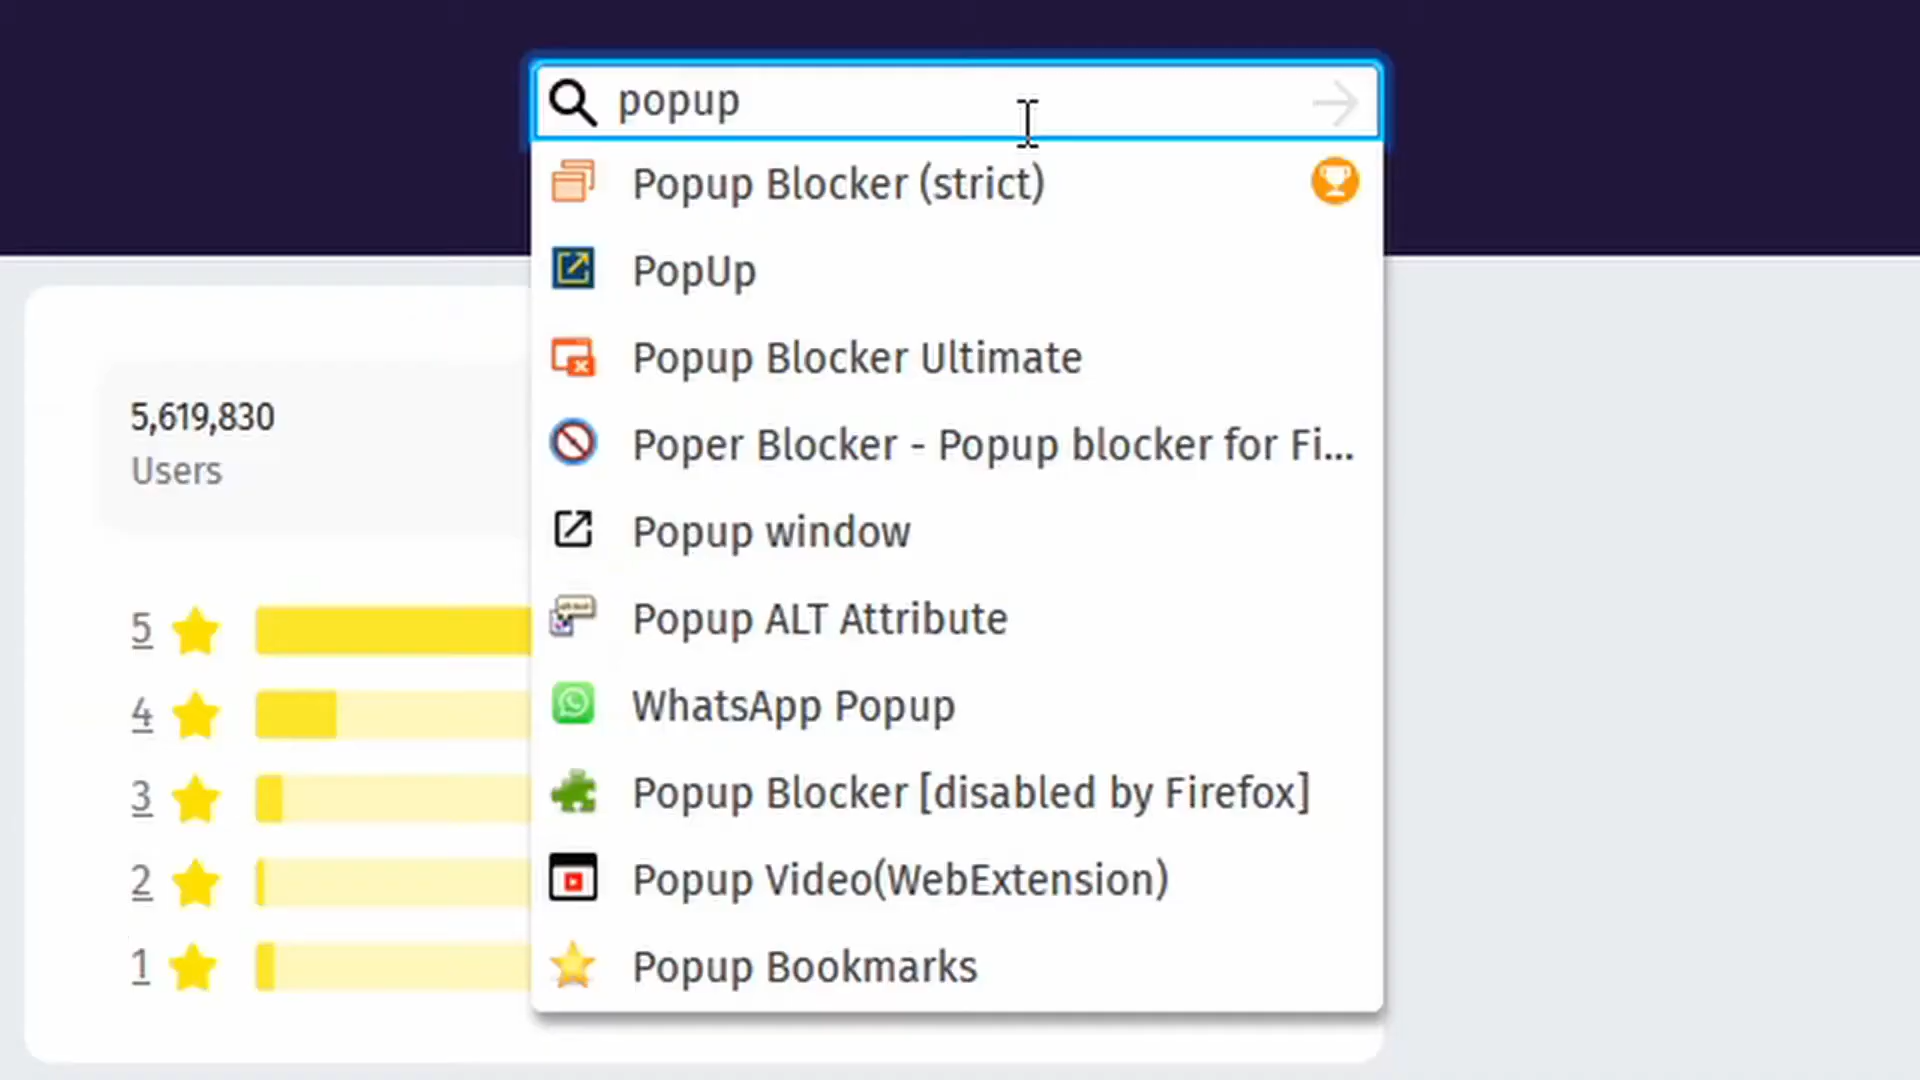 popup
Popup Blocker (strict)
PopUp
Popup Blocker Ultimate
Poper Blocker - Popup blocker for Fi...
Popup window
Popup ALT Attribute
WhatsApp Popup
Popup Blocker [disabled by Firefox]
Popup Video(WebExtension)
Popup Bookmarks
5,619,830
Users
5
4
3
2
1